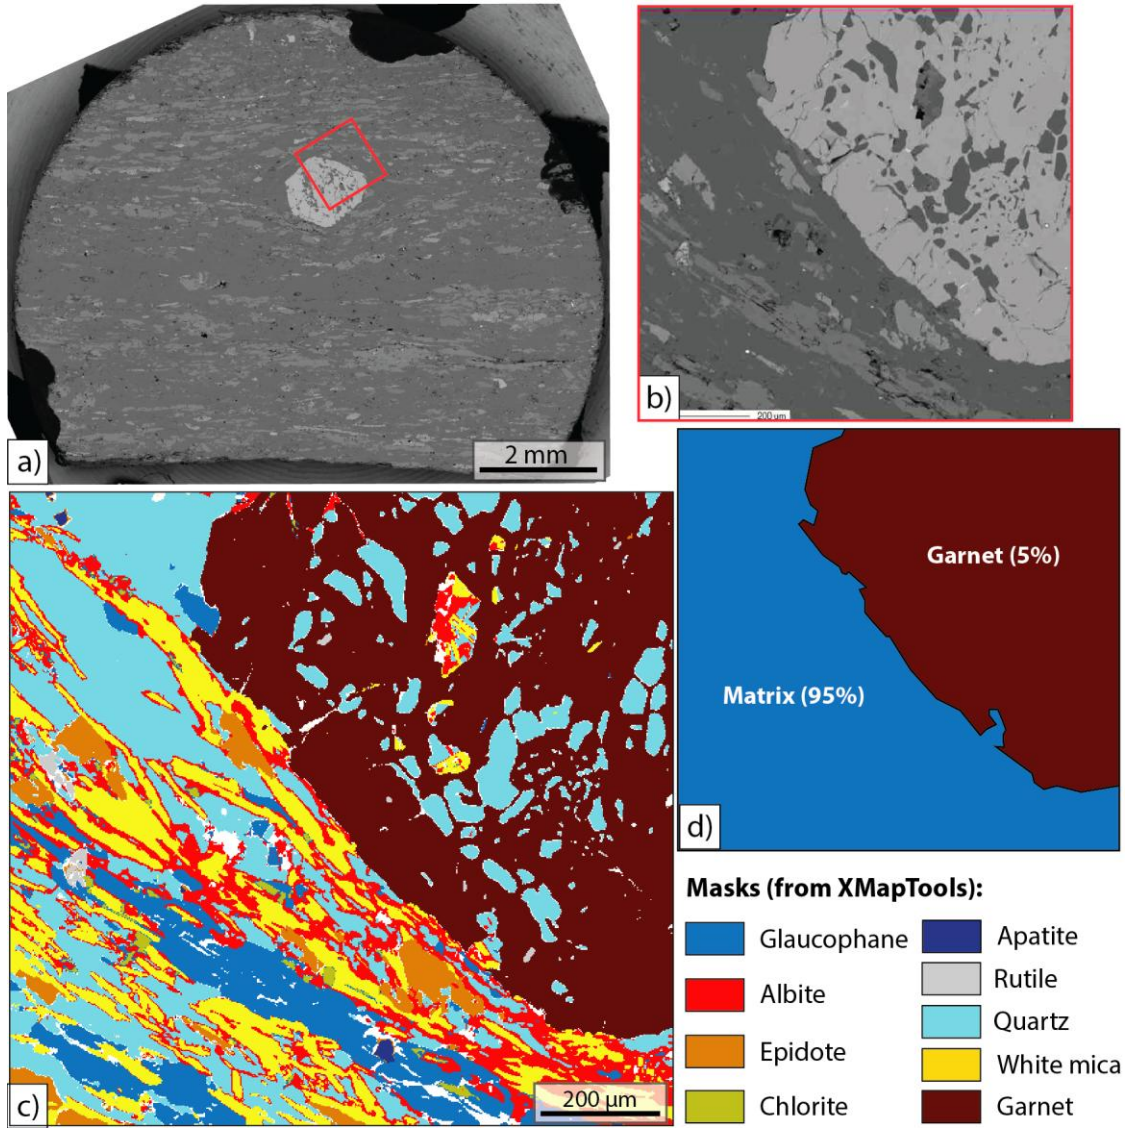 a)
2 mm
b)
200 µm
Garnet (5%)
Matrix (95%)
d)
c)
200 µm
Masks (from XMapTools):
Glaucophane
Albite
Epidote
Chlorite
Apatite
Rutile
Quartz
White mica
Garnet